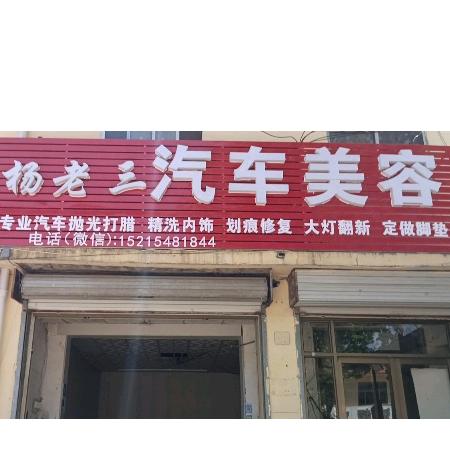 杨老三汽车美容
专业汽车抛光打腊 精洗内饰 划痕修复 大灯翻新 定做脚垫
电话(微信):15215481844